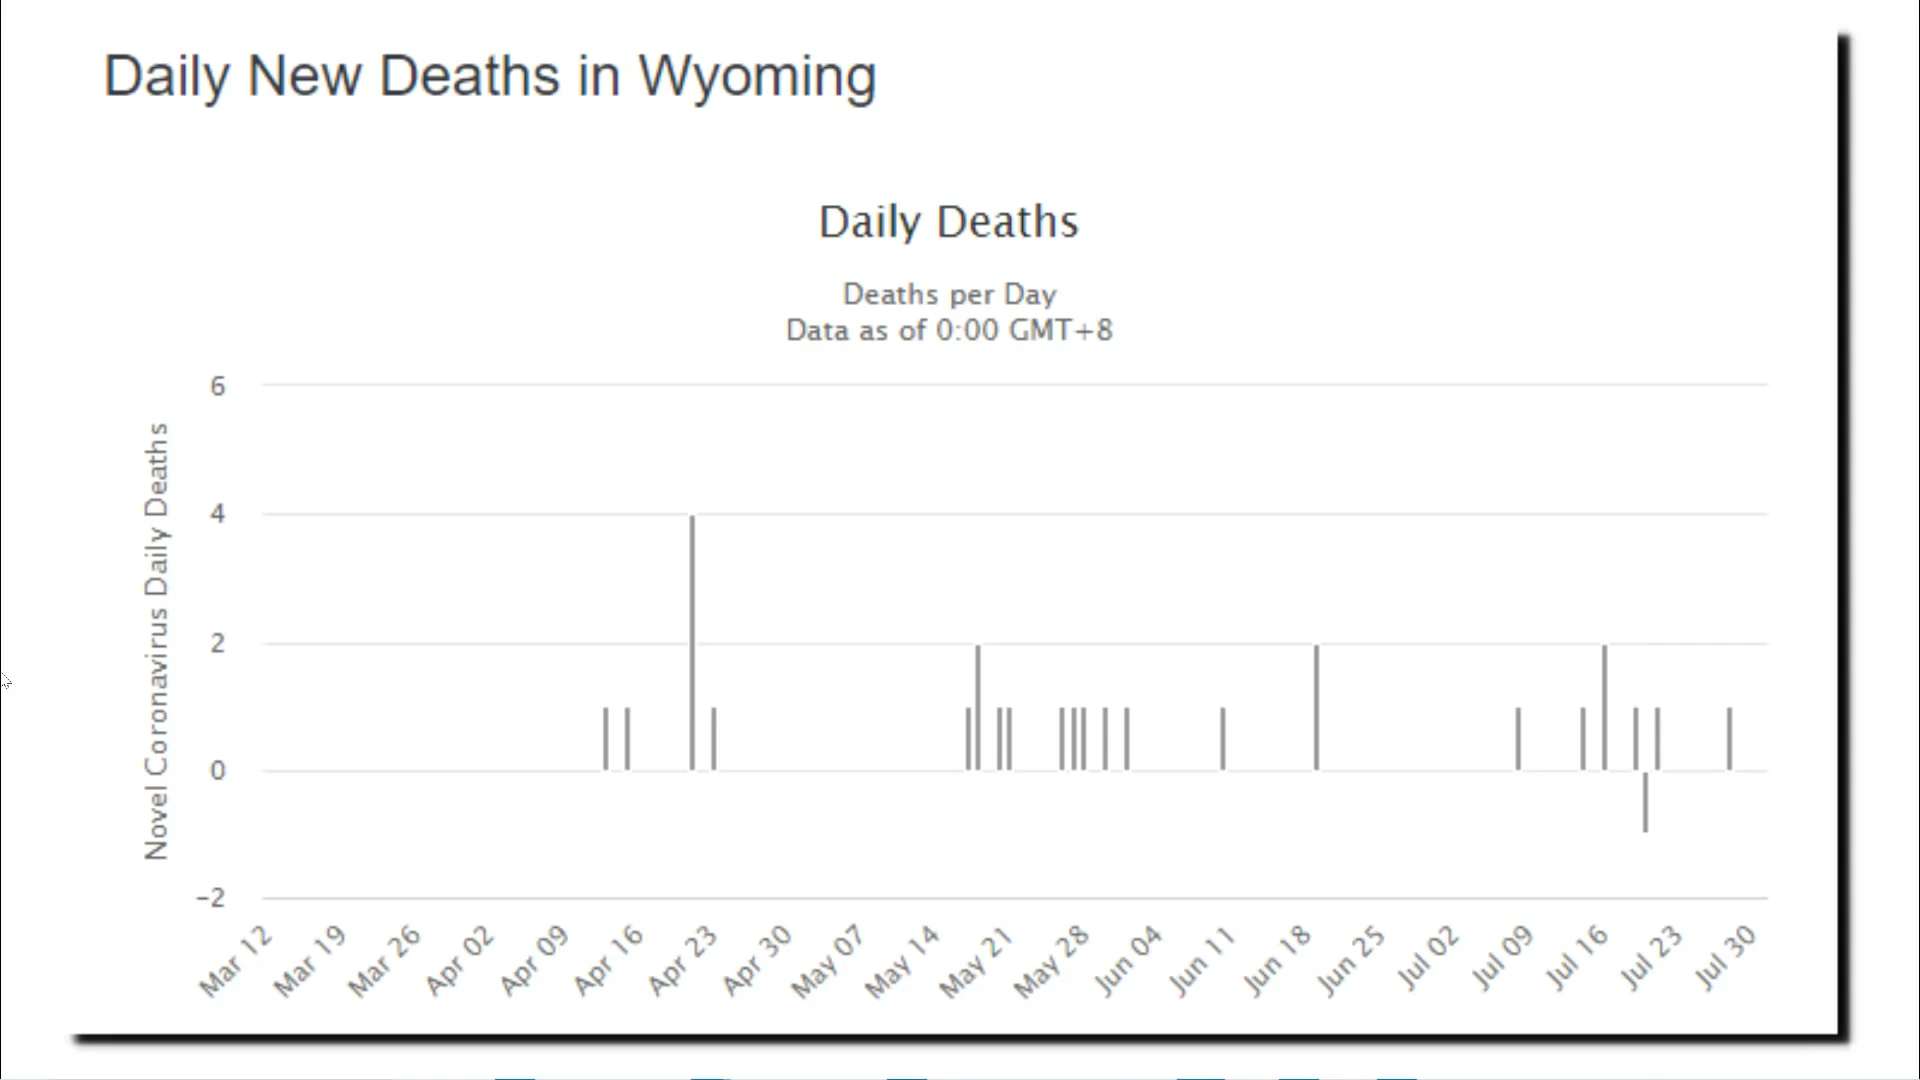 Daily New Deaths in Wyoming
Daily Deaths
Deaths per Day
Data as of 0:00 GMT+8
Novel Coronavirus Daily Deaths
6
4
2
0
-2
Mar 12
Mar 19
Mar 26
Apr 02
Apr 09
Apr 16
Apr 23
Apr 30
May 07
May 14
May 21
May 28
Jun 04
Jun 11
Jun 18
Jun 25
Jul 02
Jul 09
Jul 16
Jul 23
Jul 30